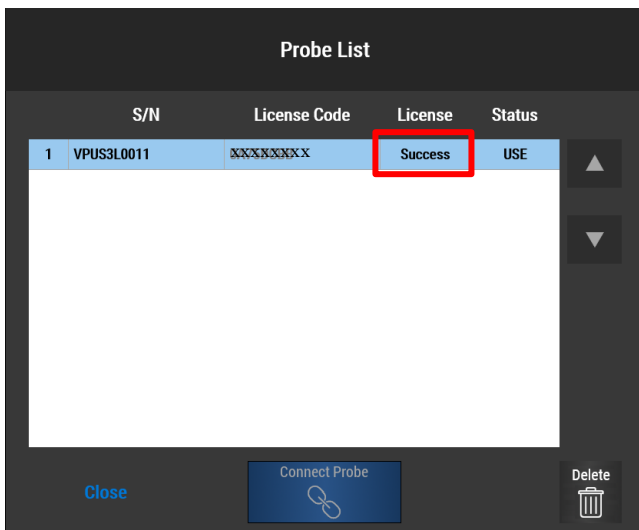 Probe List
S/N License Code License Status
1 VPUS3L0011 XXXXXXXX Success USE
Connect Probe
Close
Delete